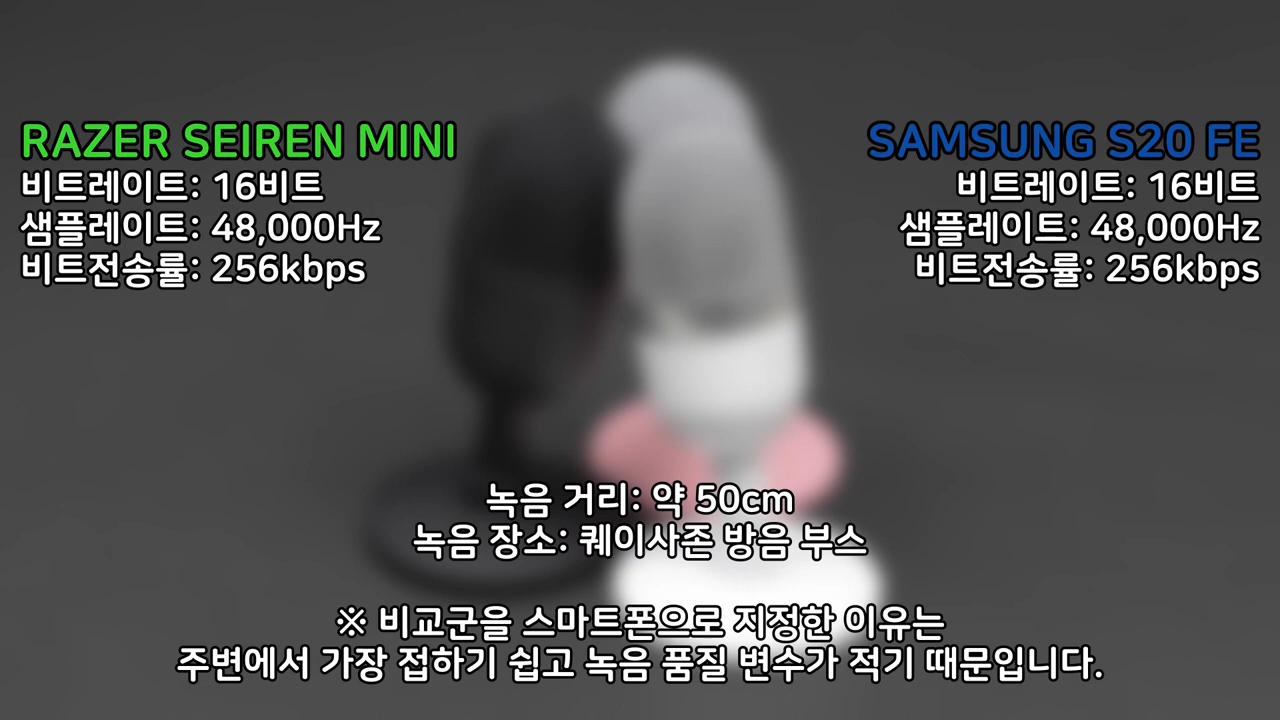 RAZER SEIREN MINI
비트레이트: 16비트
샘플레이트: 48,000Hz
비트전송률: 256kbps
SAMSUNG S20 FE
비트레이트: 16비트
샘플레이트: 48,000Hz
비트전송률: 256kbps
녹음 거리: 약 50cm
녹음 장소: 퀘이사존 방음 부스
※ 비교군을 스마트폰으로 지정한 이유는
주변에서 가장 접하기 쉽고 녹음 품질 변수가 적기 때문입니다.